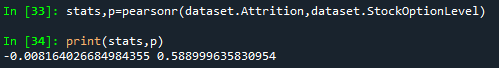 In [33]: stats,p=pearsonr(dataset.Attrition,dataset.StockOptionLevel)
In [34]: print(stats,p)
-0.008164026684984355 0.588999635830954